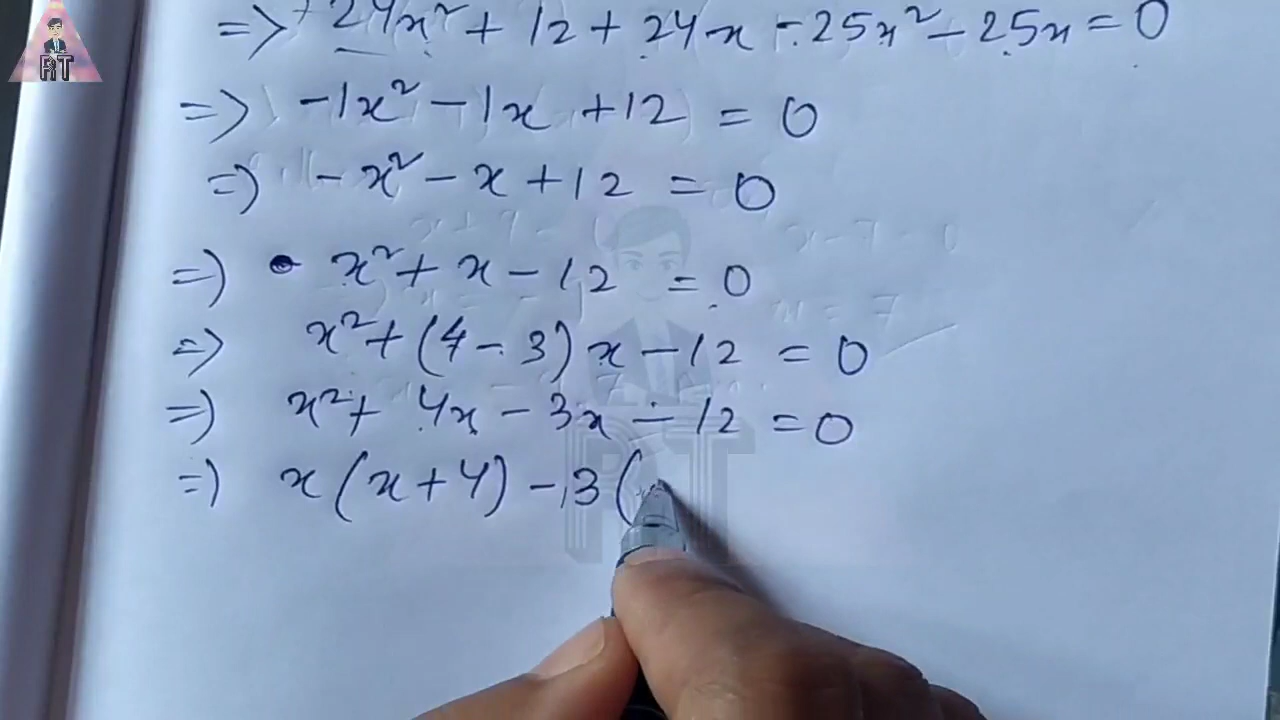 RT
=> + 24x² + 12 + 24x - 25x² - 25x = 0
=> -1x² - 1x + 12 = 0
=> -x² - x + 12 = 0
=> x² + x - 12 = 0
=> x² + (4 - 3)x - 12 = 0
=> x² + 4x - 3x - 12 = 0
=> x(x+4) - 3(